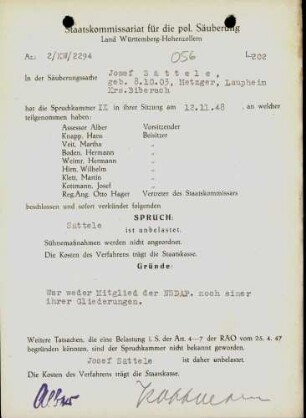 Staatskommissariat für die pol. Säuberung
Land Württemberg-Hohenzollern
Az: 2/XIV/2294
056
L 202
In der Säuberungssache Josef Sättele,
geb. 8.10.03, Metzger, Laupheim
Krs.Biberach
hat die Spruchkammer IX in ihrer Sitzung am 12.11.48, an welcher
teilgenommen haben:
Assessor Alber Vorsitzender
Knapp, Hans Beisitzer
Veit, Martha „
Boden, Hermann „
Weimr, Hermann „
Hirn, Wilhelm „
Klett, Martin „
Kottmann, Josef „
Reg.Ang. Otto Hager Vertreter des Staatskommissars
beschlossen und sofort verkündet folgenden
SPRUCH:
Sättele
ist unbelastet.
Sühnemaßnahmen werden nicht angeordnet.
Die Kosten des Verfahrens trägt die Staatskasse.
Gründe:
War weder Mitglied der NSDAP. noch einer
ihrer Gliederungen.
Weitere Tatsachen, die eine Belastung i. S. der Art. 4—7 der RAO vom 25. 4. 47
begründen könnten, sind der Spruchkammer nicht bekannt geworden.
Josef Sättele ist daher unbelastet.
Die Kosten des Verfahrens trägt die Staatskasse.
Alber Kottmann